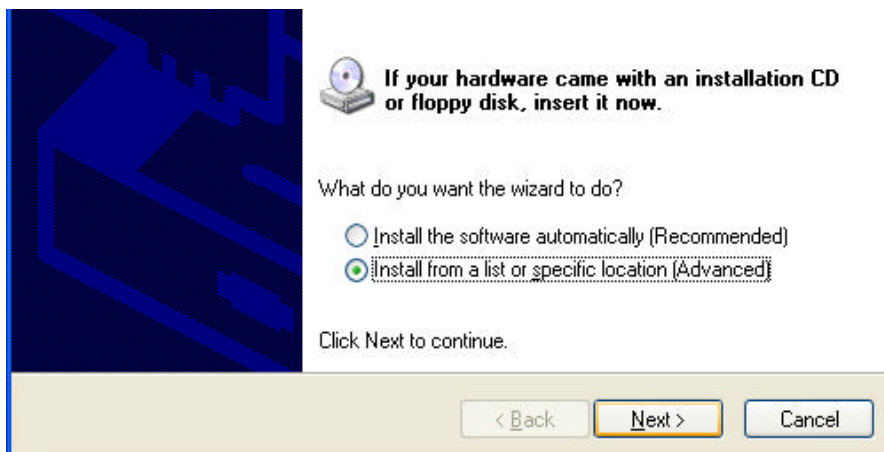 If your hardware came with an installation CD
or floppy disk, insert it now.
What do you want the wizard to do?
Install the software automatically (Recommended)
Install from a list or specific location (Advanced)
Click Next to continue.
< Back Next > Cancel